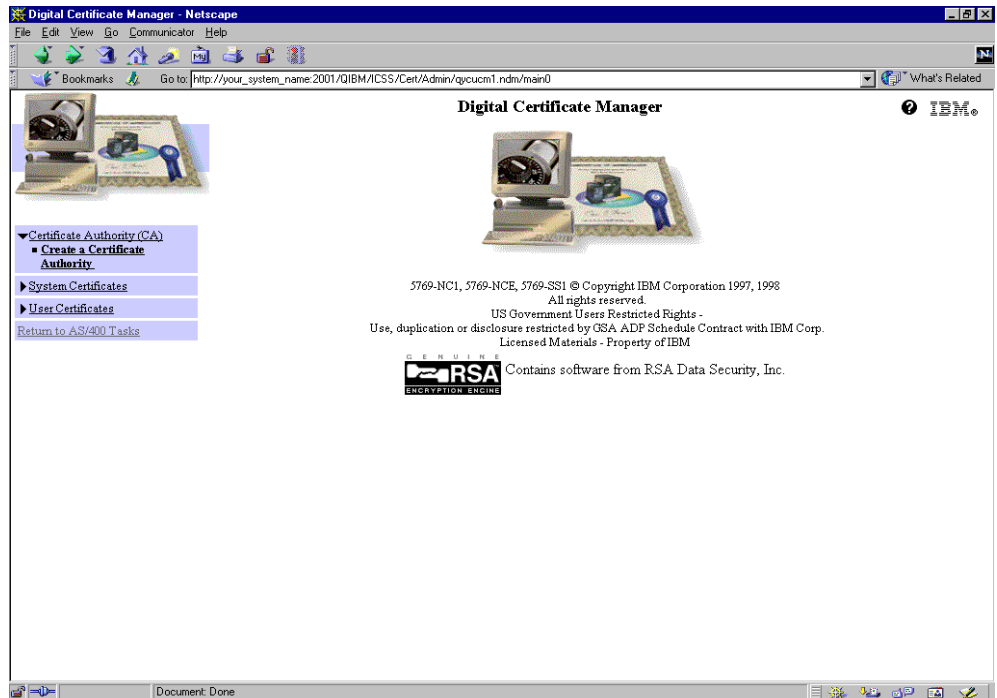 Digital Certificate Manager - Netscape
File Edit View Go Communicator Help
My
N
Bookmarks Go to: http://your_system_name:2001/QIBM/ICSS/Cert/Admin/qycucm1.ndm/main0 What's Related
Digital Certificate Manager
IBM®
Certificate Authority (CA)
Create a Certificate
Authority
System Certificates
User Certificates
Return to AS/400 Tasks
5769-NC1, 5769-NCE, 5769-SS1 © Copyright IBM Corporation 1997, 1998
All rights reserved.
US Government Users Restricted Rights -
Use, duplication or disclosure restricted by GSA ADP Schedule Contract with IBM Corp.
Licensed Materials - Property of IBM
GENUINE
RSA
ENCRYPTION ENGINE
Contains software from RSA Data Security, Inc.
Document: Done